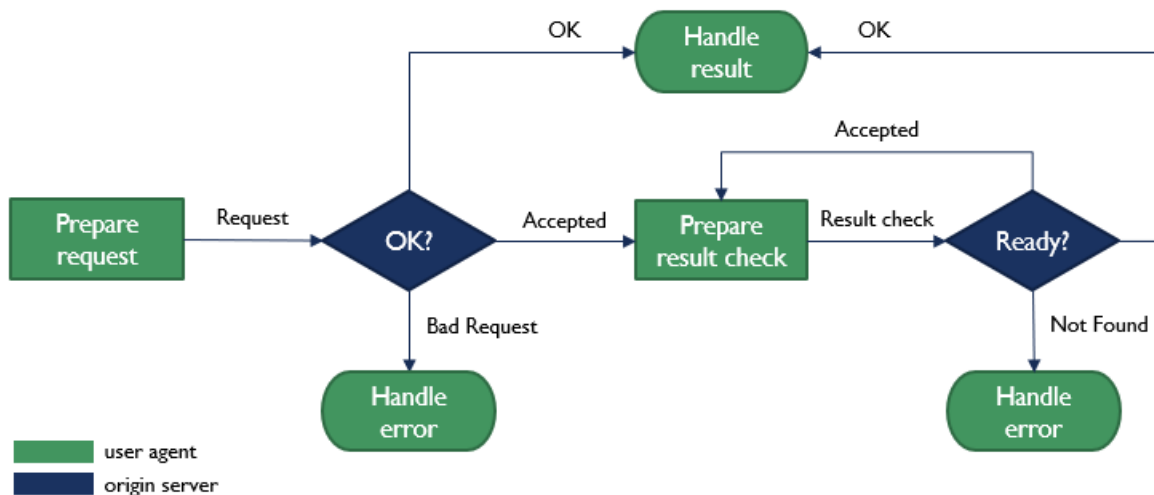 OK
Handle
result
OK
Accepted
Prepare
request
Request
OK?
Accepted
Prepare
result check
Result check
Ready?
Bad Request
Not Found
Handle
error
Handle
error
user agent
origin server